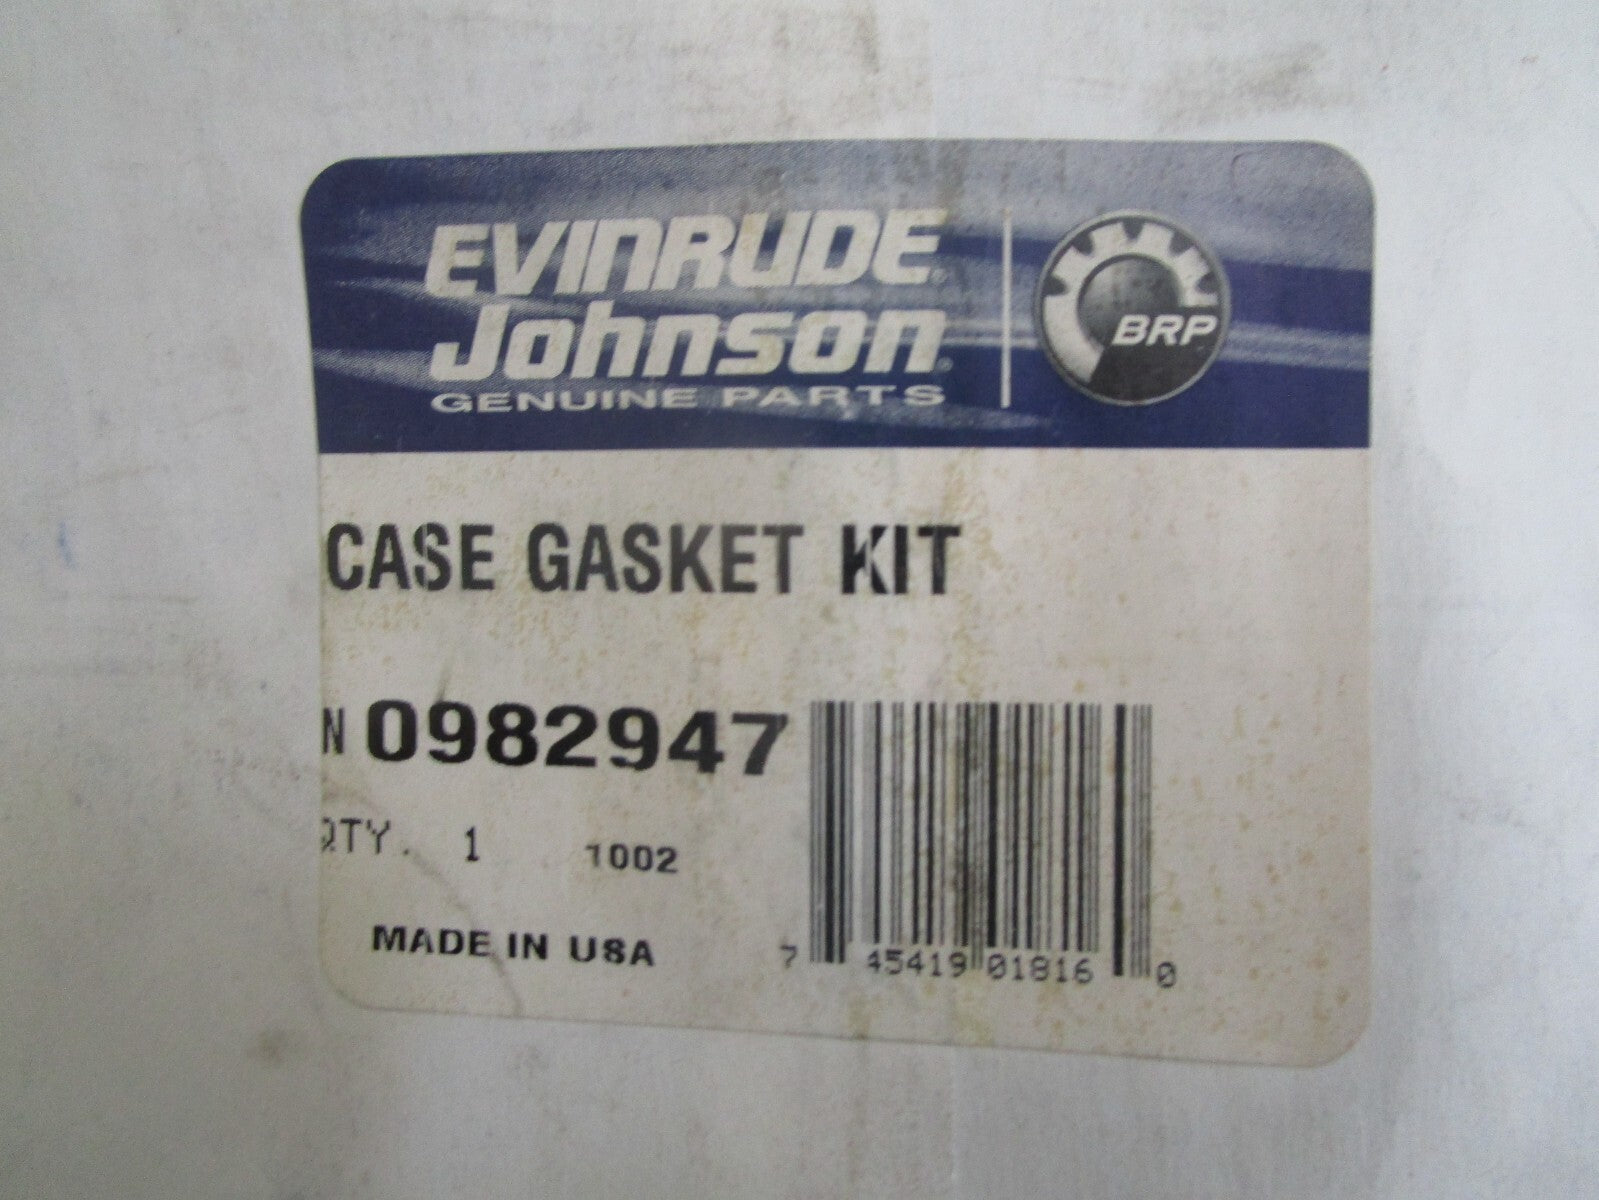 EVINRUDE
Johnson
GENUINE PARTS
BRP
CASE GASKET KIT
N 0982947
QTY. 1 1002
MADE IN USA
7 45419 01816 0